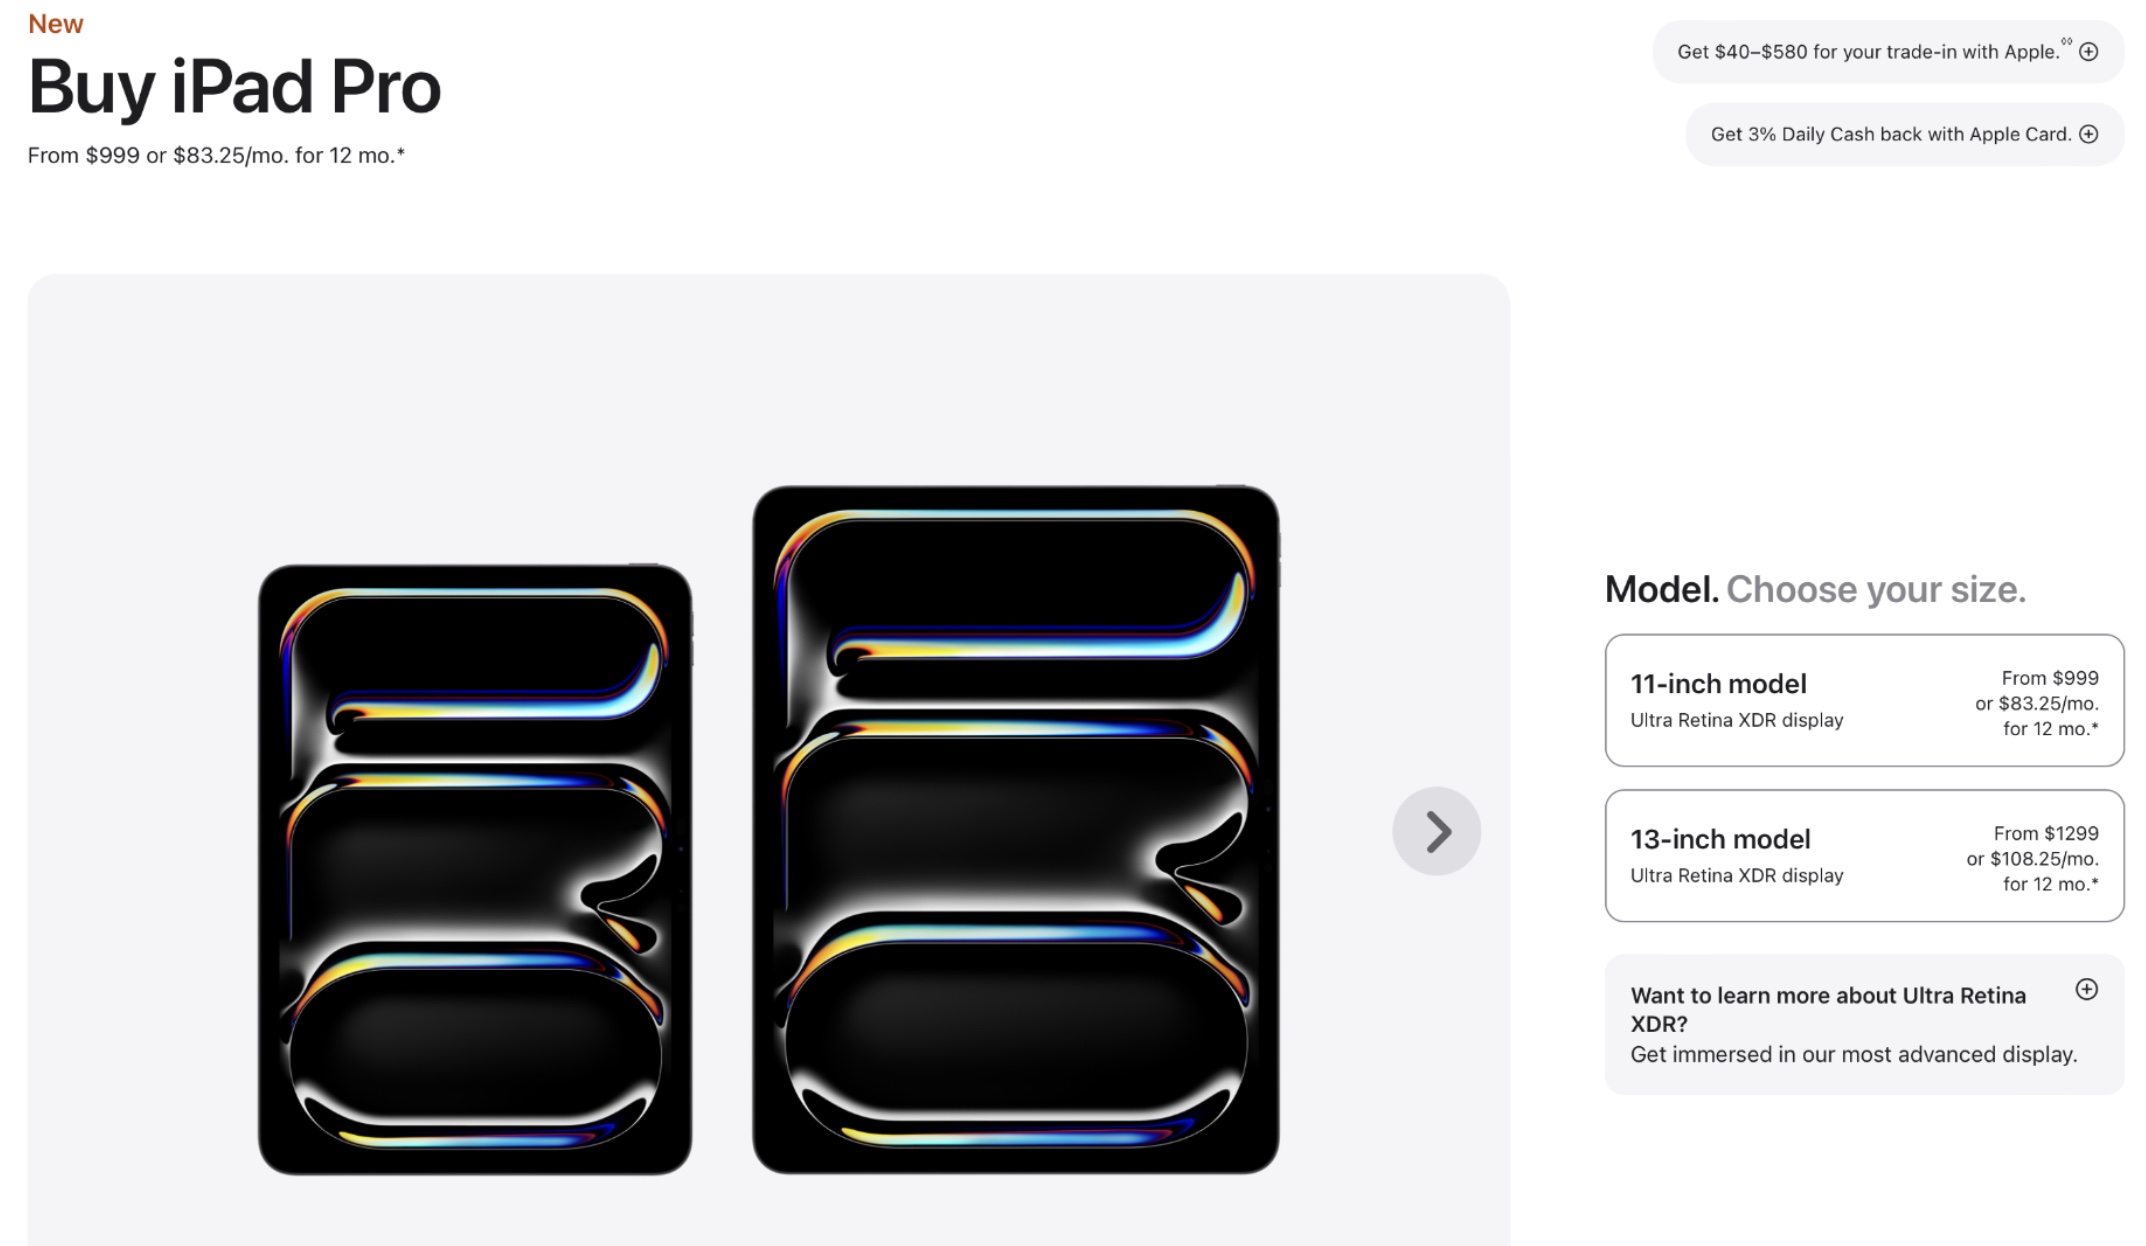 New
Buy iPad Pro
From $999 or $83.25/mo. for 12 mo.*
Get $40–$580 for your trade-in with Apple.◊◊
Get 3% Daily Cash back with Apple Card.
Model. Choose your size.
11-inch model
Ultra Retina XDR display
From $999
or $83.25/mo.
for 12 mo.*
13-inch model
Ultra Retina XDR display
From $1299
or $108.25/mo.
for 12 mo.*
Want to learn more about Ultra Retina
XDR?
Get immersed in our most advanced display.